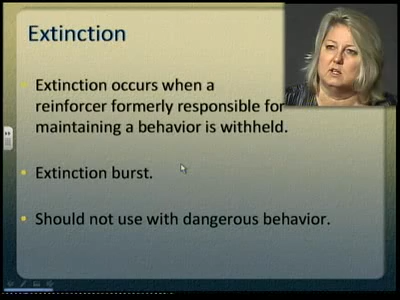 Extinction
Extinction occurs when a
reinforcer formerly responsible for
maintaining a behavior is withheld.
Extinction burst.
Should not use with dangerous behavior.